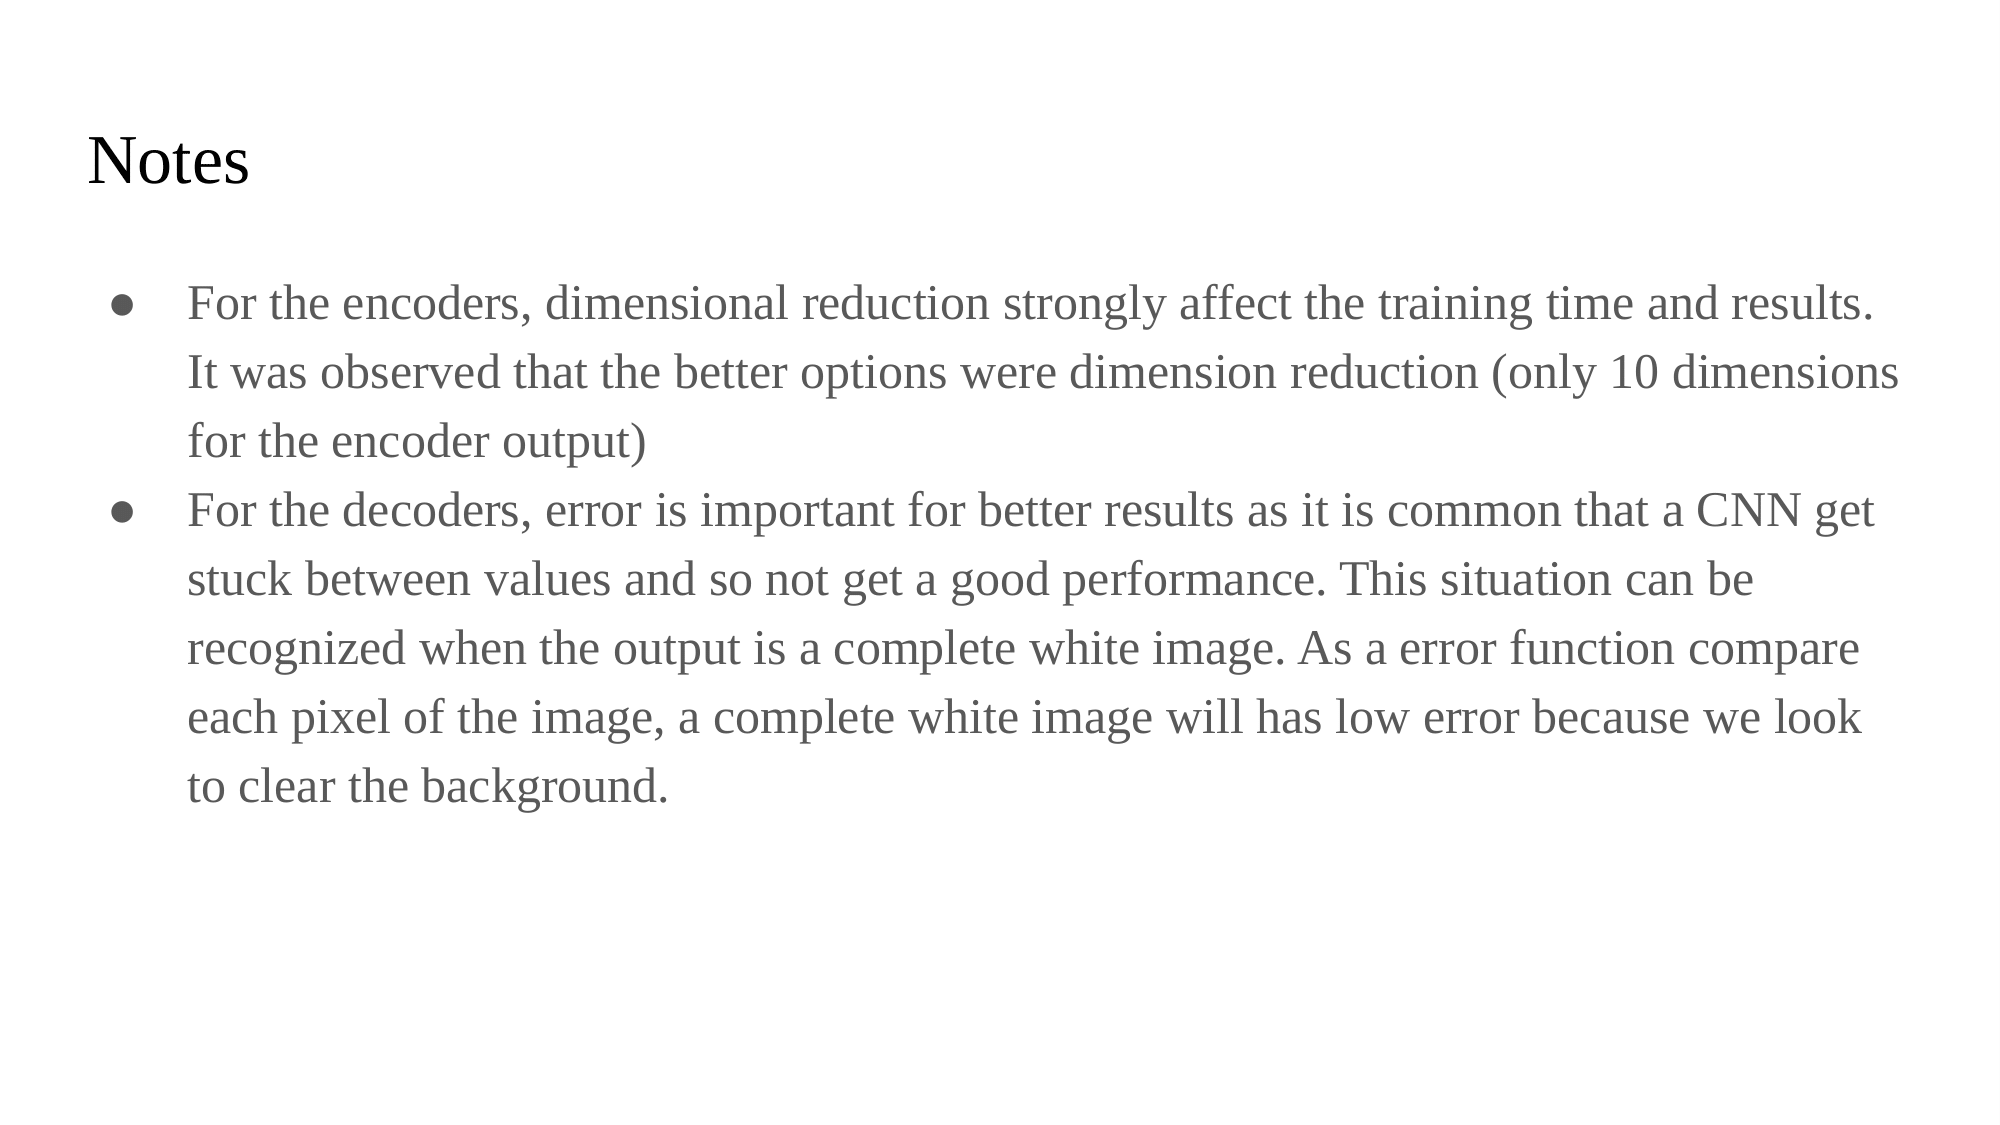 Notes
● For the encoders, dimensional reduction strongly affect the training time and results.
It was observed that the better options were dimension reduction (only 10 dimensions
for the encoder output)
● For the decoders, error is important for better results as it is common that a CNN get
stuck between values and so not get a good performance. This situation can be
recognized when the output is a complete white image. As a error function compare
each pixel of the image, a complete white image will has low error because we look
to clear the background.